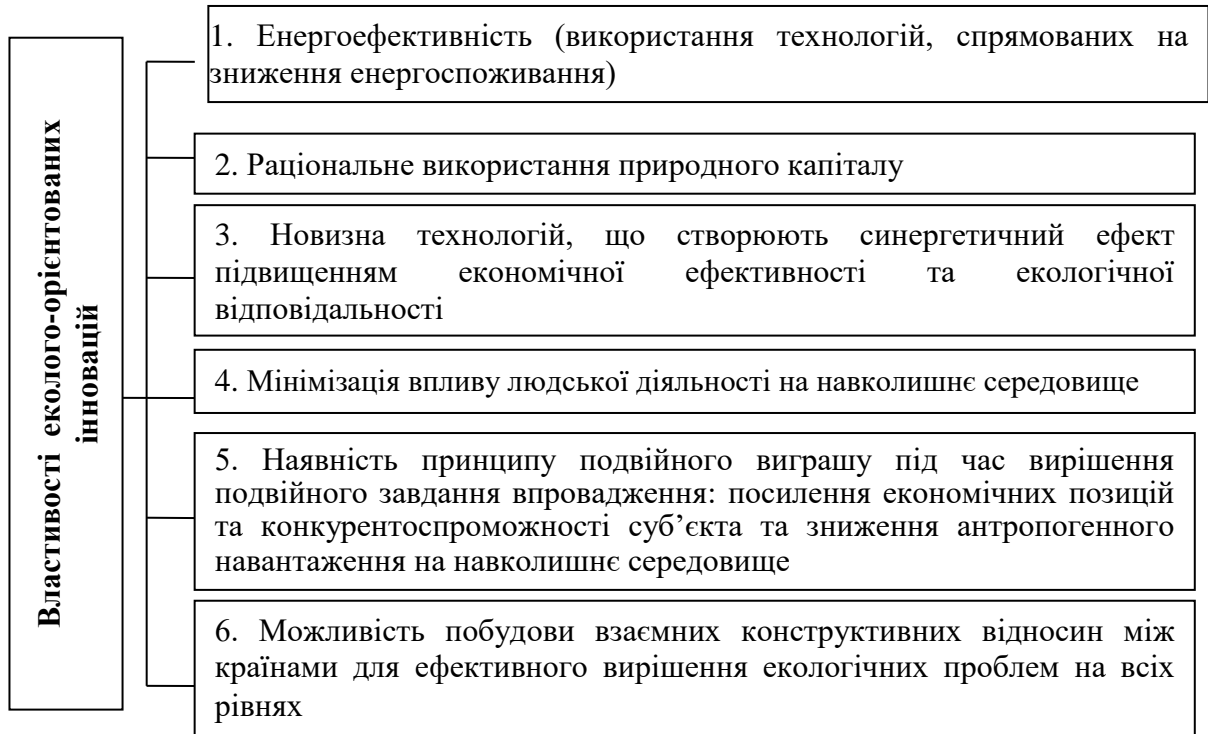 Властивості еколого-орієнтованих
інновацій
1. Енергоефективність (використання технологій, спрямованих на
зниження енергоспоживання)
2. Раціональне використання природного капіталу
3. Новизна технологій, що створюють синергетичний ефект
підвищенням економічної ефективності та екологічної
відповідальності
4. Мінімізація впливу людської діяльності на навколишнє середовище
5. Наявність принципу подвійного виграшу під час вирішення
подвійного завдання впровадження: посилення економічних позицій
та конкурентоспроможності суб’єкта та зниження антропогенного
навантаження на навколишнє середовище
6. Можливість побудови взаємних конструктивних відносин між
країнами для ефективного вирішення екологічних проблем на всіх
рівнях